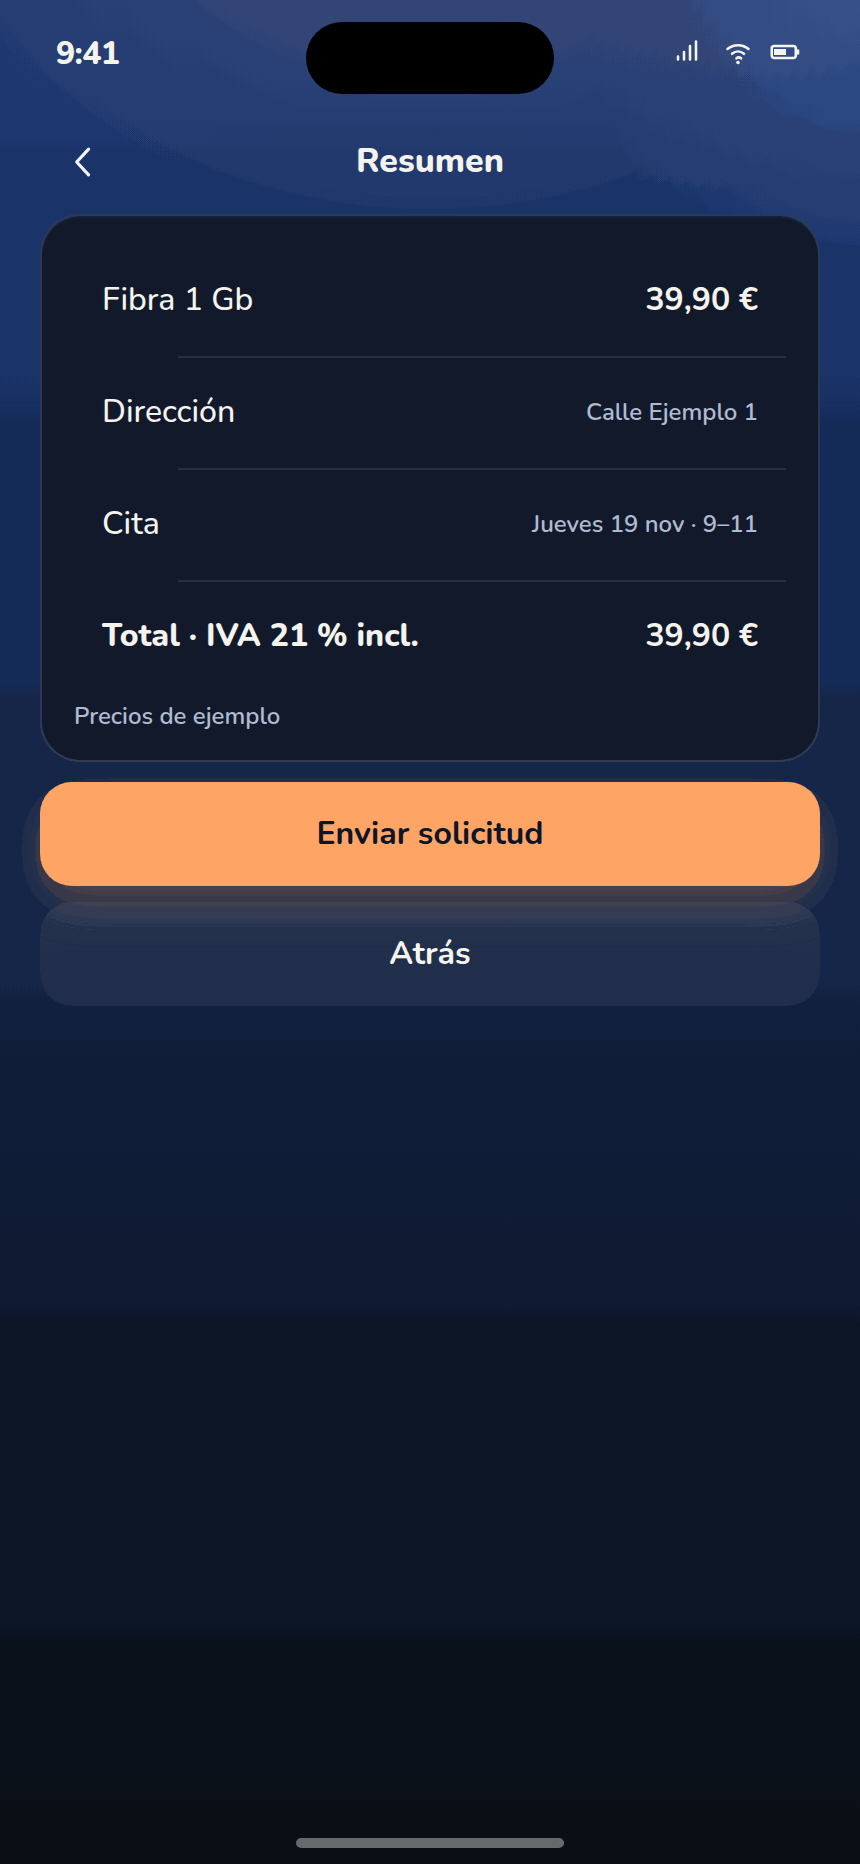 9:41
Resumen
Fibra 1 Gb 39,90 €
Dirección Calle Ejemplo 1
Cita Jueves 19 nov · 9–11
Total · IVA 21 % incl. 39,90 €
Precios de ejemplo
Enviar solicitud
Atrás